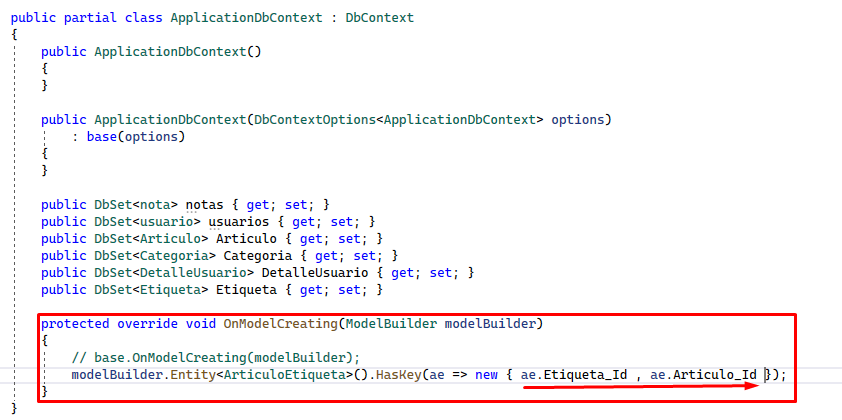 public partial class ApplicationDbContext : DbContext
{
public ApplicationDbContext()
{
}
public ApplicationDbContext(DbContextOptions<ApplicationDbContext> options)
: base(options)
{
}
public DbSet<nota> notas { get; set; }
public DbSet<usuario> usuarios { get; set; }
public DbSet<Articulo> Articulo { get; set; }
public DbSet<Categoria> Categoria { get; set; }
public DbSet<DetalleUsuario> DetalleUsuario { get; set; }
public DbSet<Etiqueta> Etiqueta { get; set; }
protected override void OnModelCreating(ModelBuilder modelBuilder)
{
// base.OnModelCreating(modelBuilder);
modelBuilder.Entity<ArticuloEtiqueta>().HasKey(ae => new { ae.Etiqueta_Id , ae.Articulo_Id });
}
}